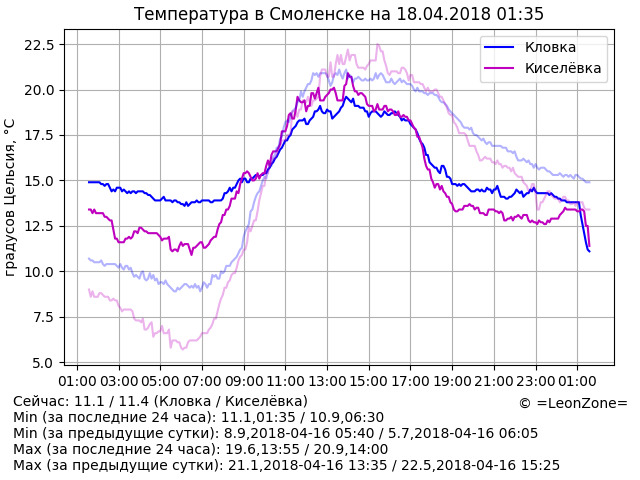 Температура в Смоленске на 18.04.2018 01:35
градусов Цельсия, °C
22.5
20.0
17.5
15.0
12.5
10.0
7.5
5.0
Кловка
Киселёвка
01:00 03:00 05:00 07:00 09:00 11:00 13:00 15:00 17:00 19:00 21:00 23:00 01:00
Сейчас: 11.1 / 11.4 (Кловка / Киселёвка)
© =LeonZone=
Min (за последние 24 часа): 11.1,01:35 / 10.9,06:30
Min (за предыдущие сутки): 8.9,2018-04-16 05:40 / 5.7,2018-04-16 06:05
Max (за последние 24 часа): 19.6,13:55 / 20.9,14:00
Max (за предыдущие сутки): 21.1,2018-04-16 13:35 / 22.5,2018-04-16 15:25